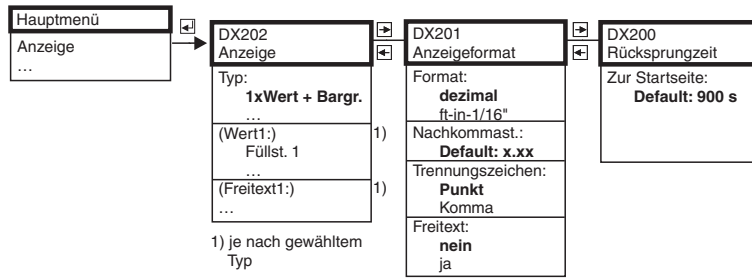 Hauptmenü
Anzeige
…
DX202
Anzeige
Typ:
1xWert + Bargr.
…
(Wert1:)
1)
Füllst. 1
…
(Freitext1:)
1)
…
1) je nach gewähltem
Typ
DX201
Anzeigeformat
Format:
dezimal
ft-in-1/16"
Nachkommast.:
Default: x.xx
Trennungszeichen:
Punkt
Komma
Freitext:
nein
ja
DX200
Rücksprungzeit
Zur Startseite:
Default: 900 s